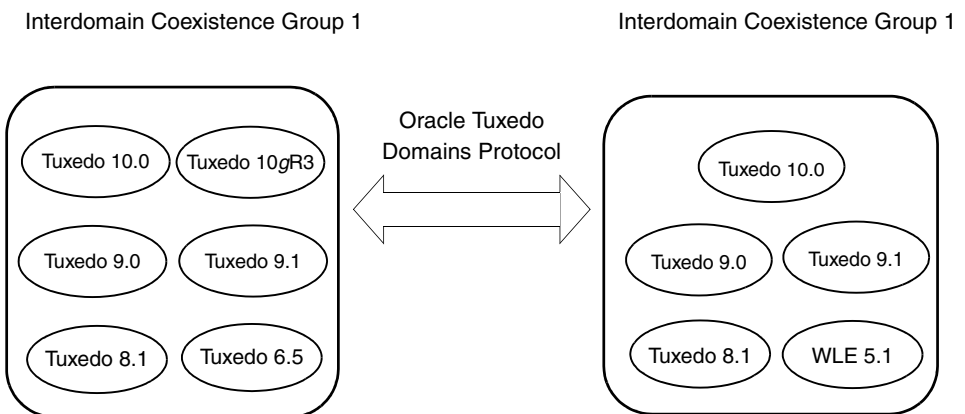 Interdomain Coexistence Group 1
Interdomain Coexistence Group 1
Oracle Tuxedo
Domains Protocol
Tuxedo 10.0
Tuxedo 10gR3
Tuxedo 9.0
Tuxedo 9.1
Tuxedo 8.1
Tuxedo 6.5
Tuxedo 10.0
Tuxedo 9.0
Tuxedo 9.1
Tuxedo 8.1
WLE 5.1